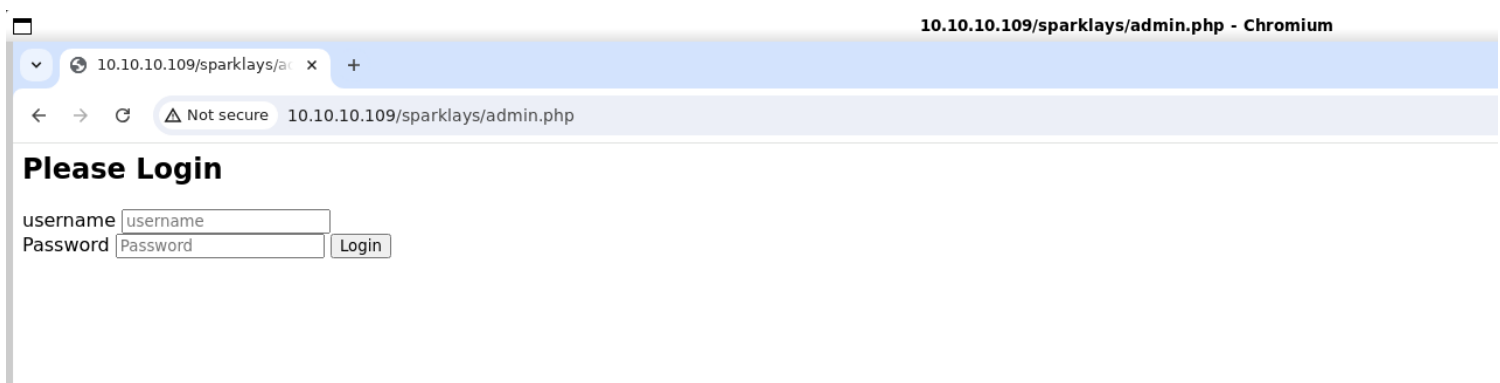 10.10.10.109/sparklays/admin.php - Chromium
10.10.10.109/sparklays/a
Not secure 10.10.10.109/sparklays/admin.php
Please Login
username username
Password Password Login